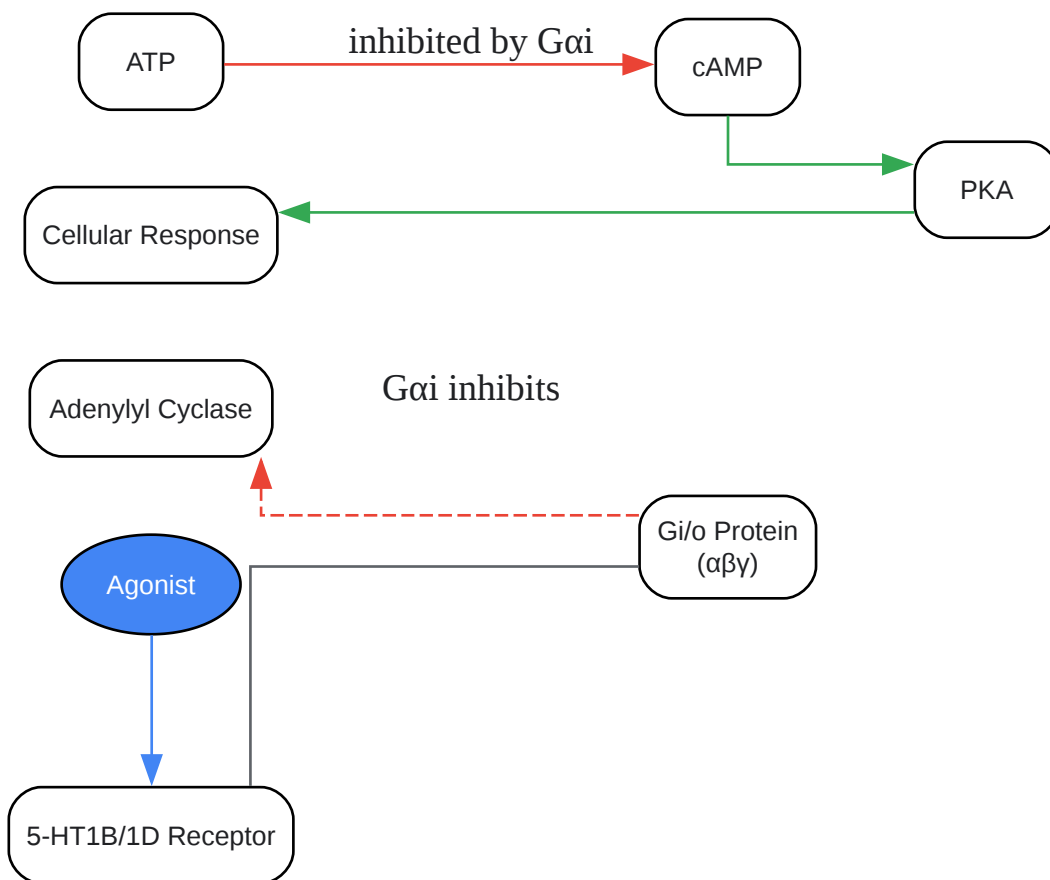 ATP
inhibited by Gαi
cAMP
PKA
Cellular Response
Adenylyl Cyclase
Gαi inhibits
Gi/o Protein
(αβγ)
Agonist
5-HT1B/1D Receptor